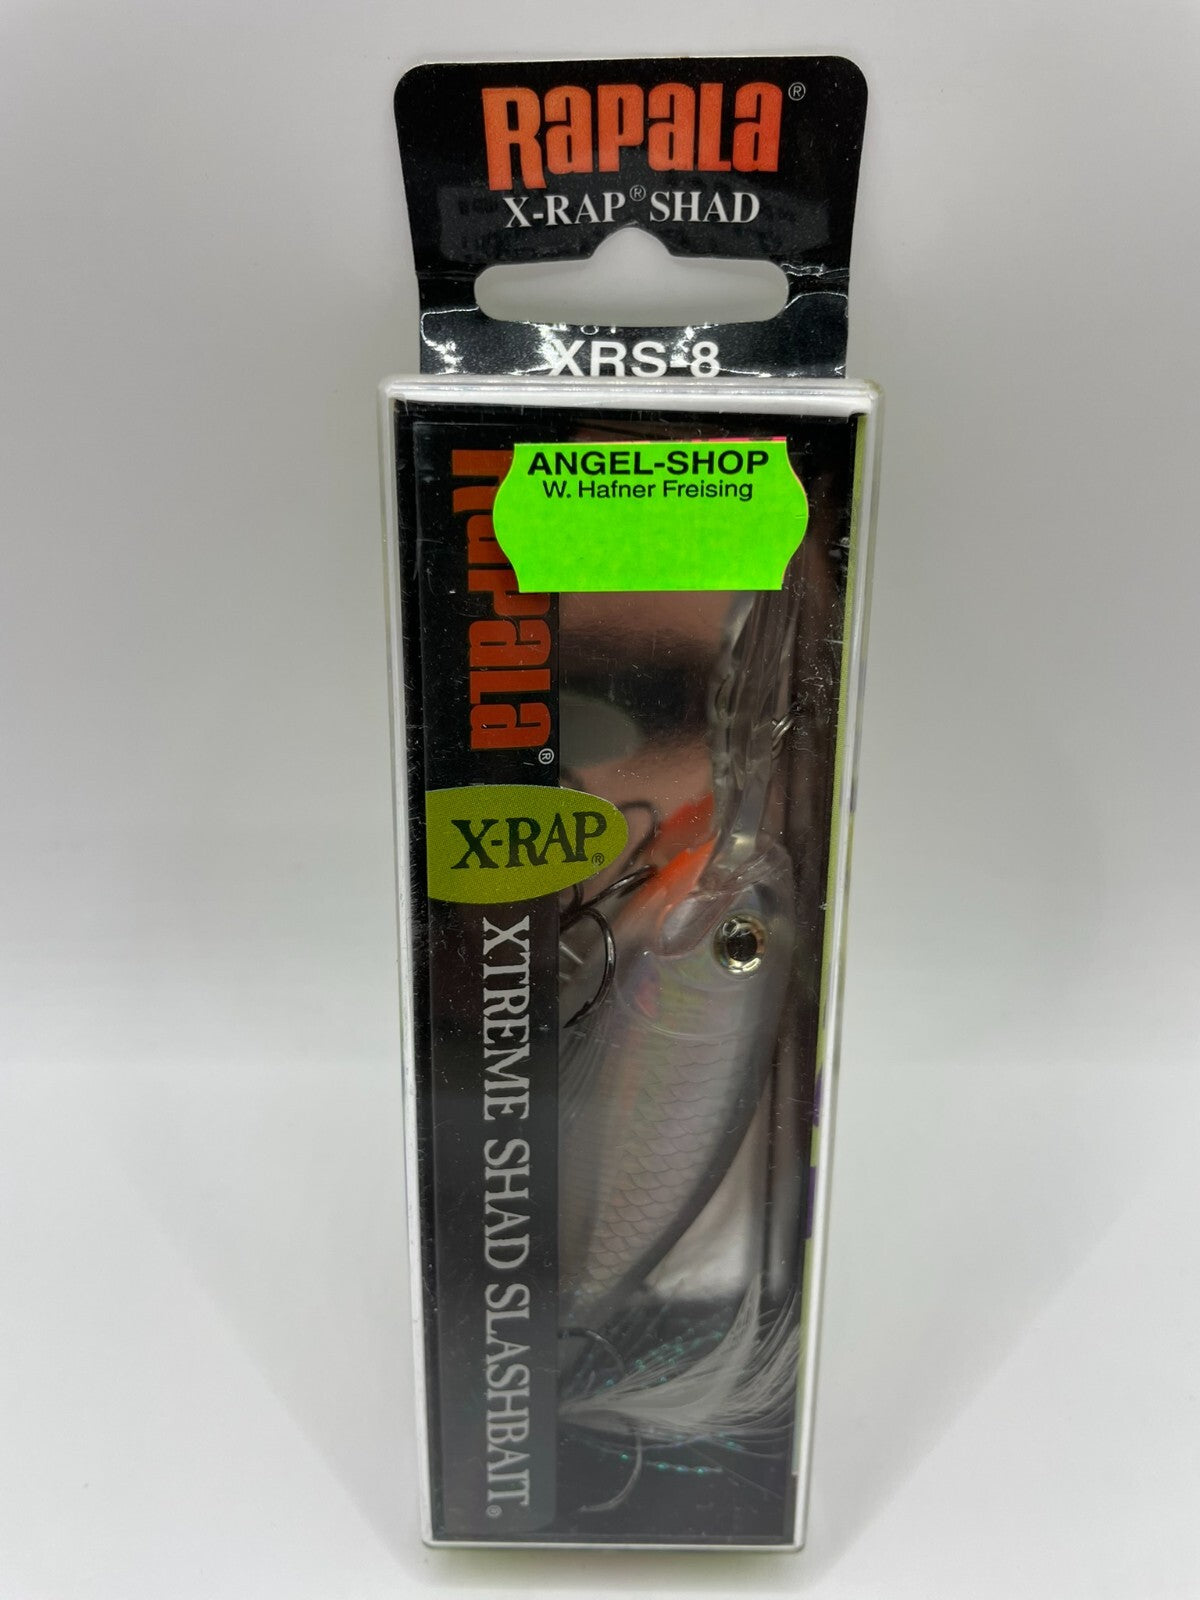 RAPALA®
X-RAP® SHAD
XRS-8
ANGEL-SHOP
W. Hafner Freising
RAPALA®
X-RAP®
XTREME SHAD SLASHBAIT®